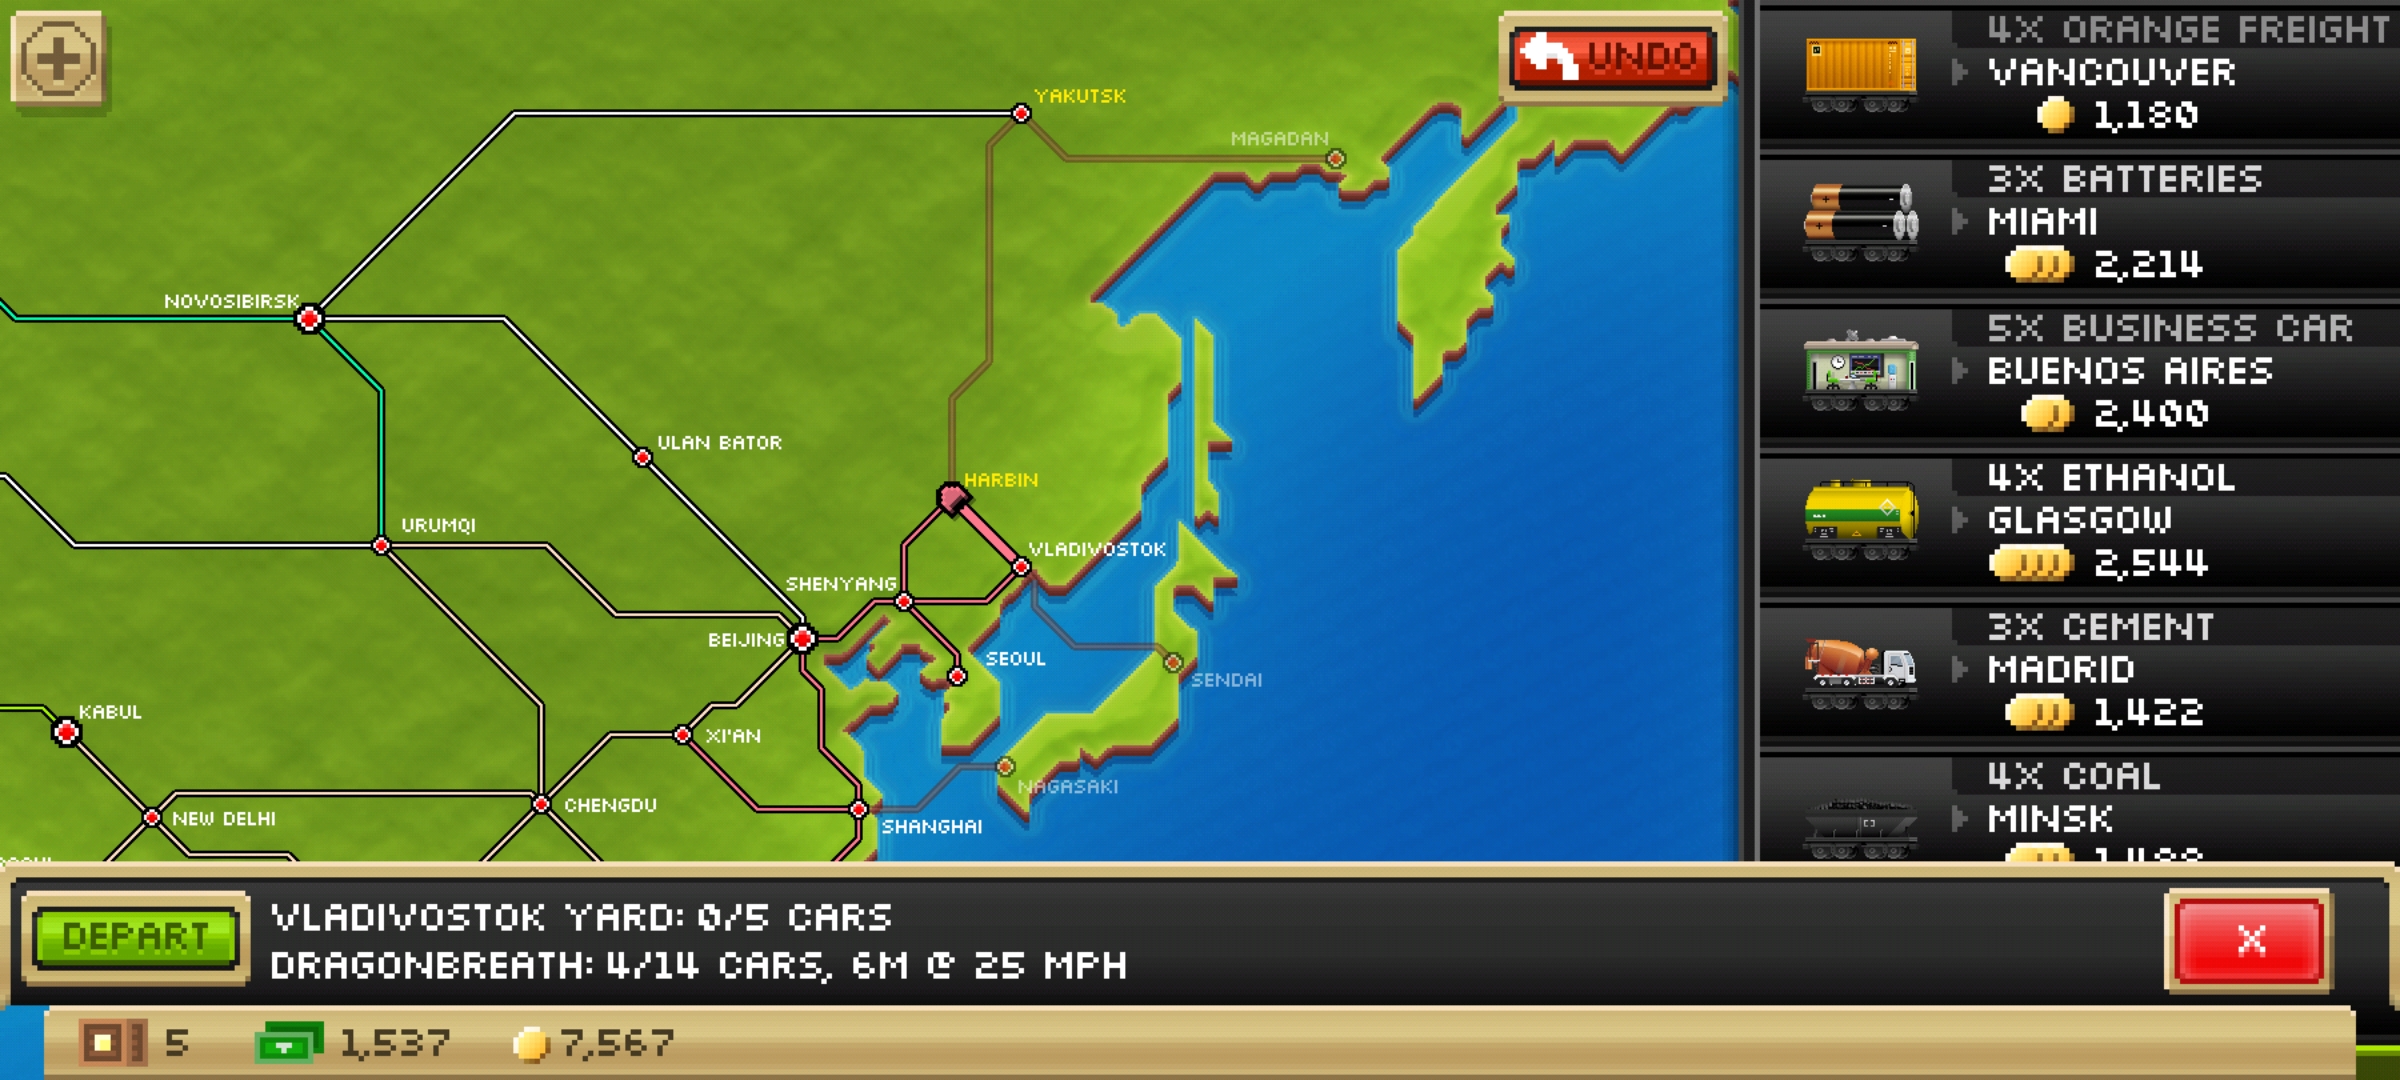 UNDO
YAKUTSK
MAGADAN
NOVOSIBIRSK
ULAN BATOR
HARBIN
URUMQI
VLADIVOSTOK
SHENYANG
BEIJING
SEOUL
SENDAI
KABUL
XI'AN
NAGASAKI
CHENGDU
NEW DELHI
SHANGHAI
4X ORANGE FREIGHT
VANCOUVER
1,180
3X BATTERIES
MIAMI
2,214
5X BUSINESS CAR
BUENOS AIRES
2,400
4X ETHANOL
GLASGOW
2,544
3X CEMENT
MADRID
1,422
4X COAL
MINSK
DEPART
VLADIVOSTOK YARD: 0/5 CARS
DRAGONBREATH: 4/14 CARS, 6M @ 25 MPH
X
5
1,537
7,567